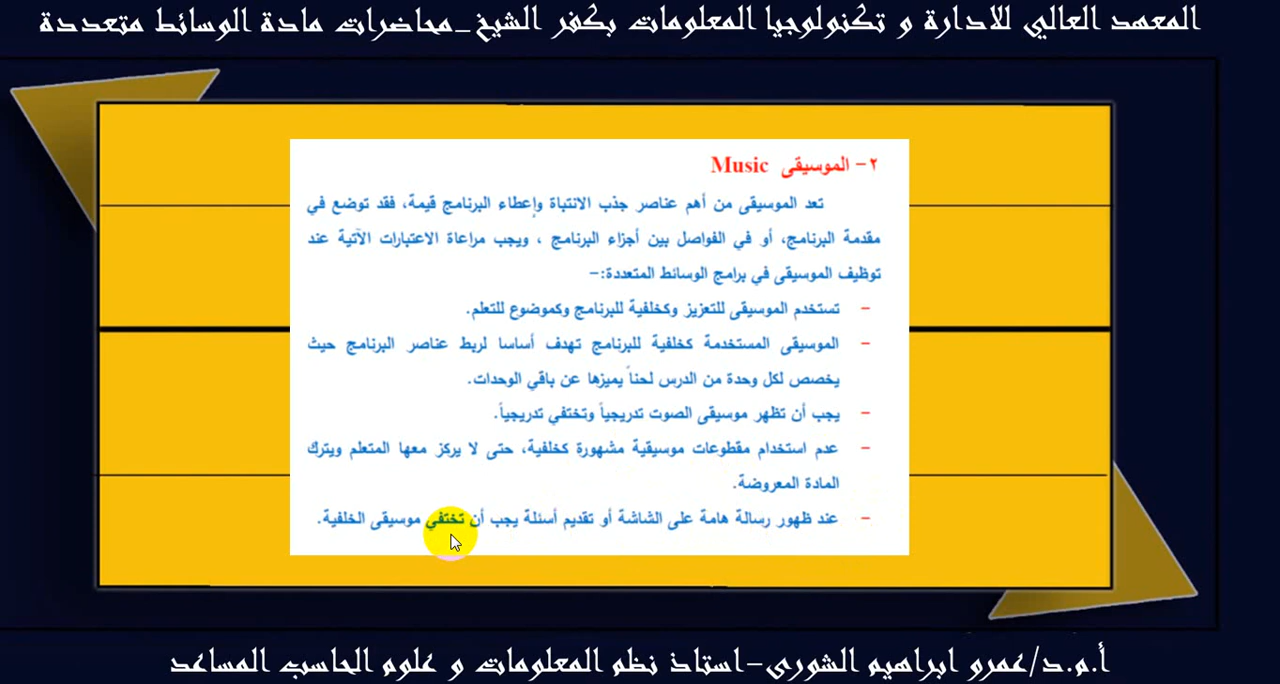 المعهد العالي للادارة و تكنولوجيا المعلومات بكفر الشيخ_محاضرات مادة الوسائط متعددة
٢- الموسيقى Music
تعد الموسيقى من أهم عناصر جذب الانتباة وإعطاء البرنامج قيمة، فقد توضع في
مقدمة البرنامج، أو في الفواصل بين أجزاء البرنامج ، ويجب مراعاة الاعتبارات الآتية عند
توظيف الموسيقى في برامج الوسائط المتعددة:-
- تستخدم الموسيقى للتعزيز وكخلفية للبرنامج وكموضوع للتعلم.
- الموسيقى المستخدمة كخلفية للبرنامج تهدف أساسا لربط عناصر البرنامج حيث
يخصص لكل وحدة من الدرس لحناً يميزها عن باقي الوحدات.
- يجب أن تظهر موسيقى الصوت تدريجياً وتختفي تدريجياً.
- عدم استخدام مقطوعات موسيقية مشهورة كخلفية، حتى لا يركز معها المتعلم ويترك
المادة المعروضة.
- عند ظهور رسالة هامة على الشاشة أو تقديم أسئلة يجب أن تختفي موسيقى الخلفية.
أ.م.د/عمرو ابراهيم الشورى-استاذ نظم المعلومات و علوم الحاسب المساعد